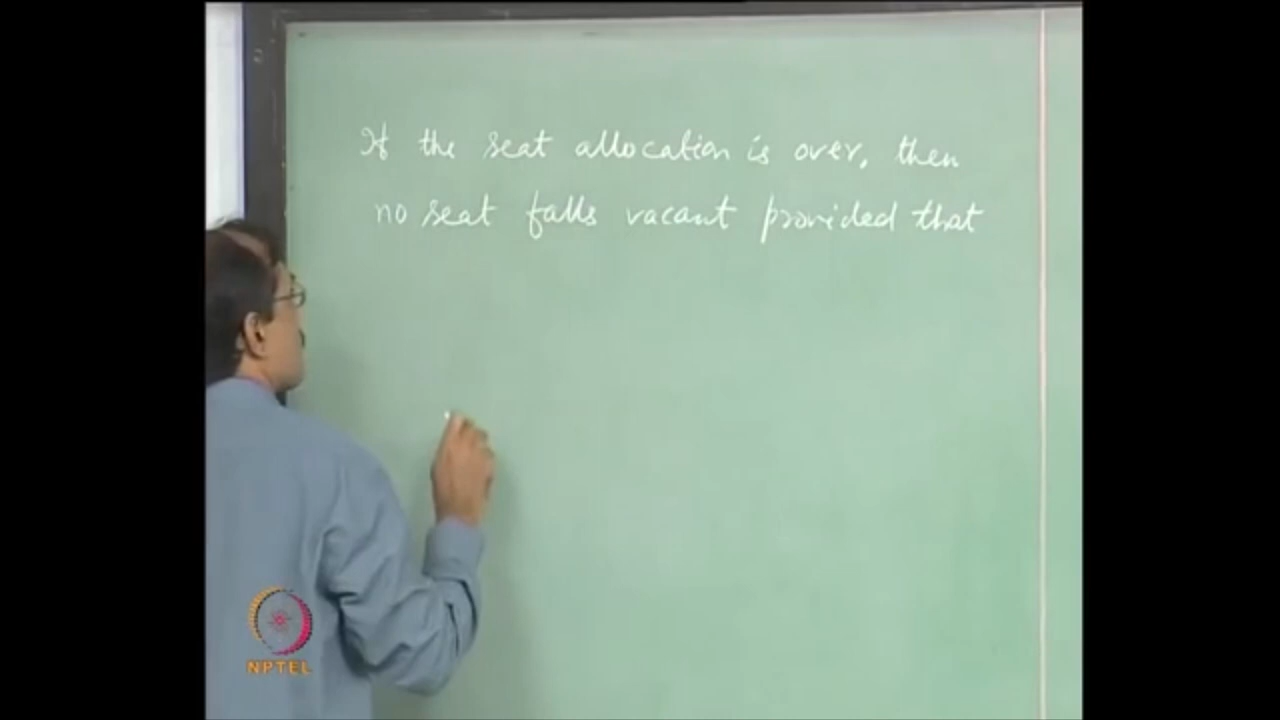 If the seat allocation is over, then
no seat falls vacant provided that
NPTEL